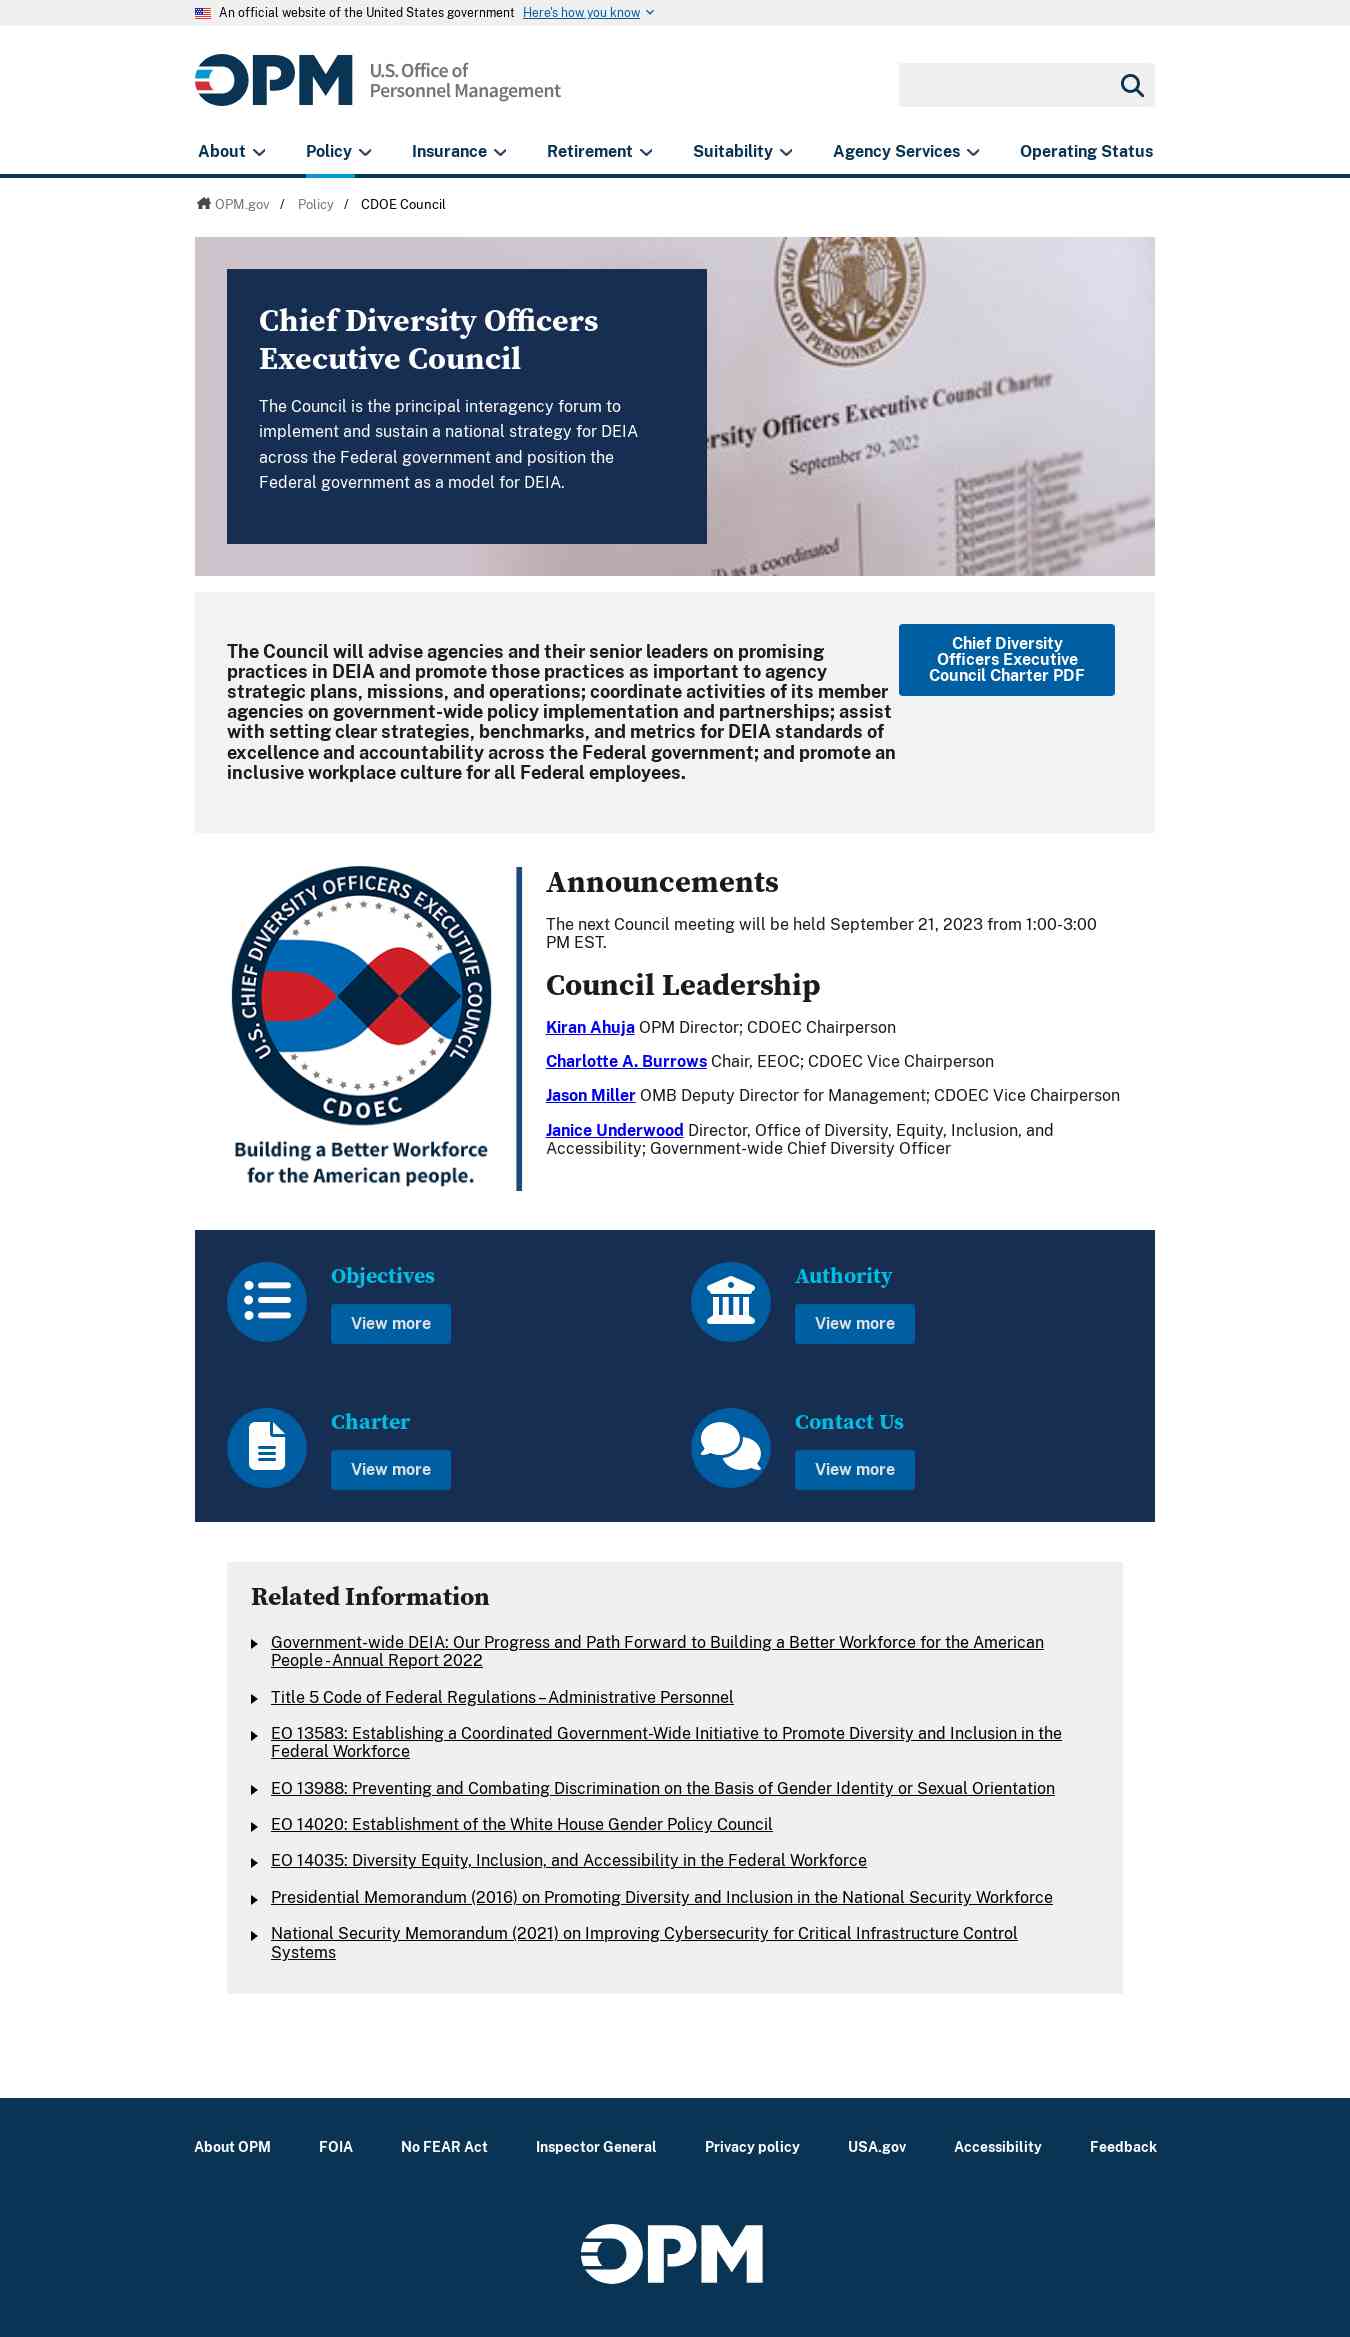 An official website of the United States government Here's how you know
OPM U.S. Office of
Personnel Management
About Policy Insurance Retirement Suitability Agency Services Operating Status
OPM.gov / Policy / CDOE Council
OFFICE OF PERSONNEL MANAGEMENT
Chief Diversity Officers
Executive Council
The Council is the principal interagency forum to
implement and sustain a national strategy for DEIA
across the Federal government and position the
Federal government as a model for DEIA.
ersity Officers Executive Council Charter
September 29, 2022
Department of Agriculture
Department of Commerce
Department of Defense
Department of Education
Department of Energy
as a coordinated
The Council will advise agencies and their senior leaders on promising
practices in DEIA and promote those practices as important to agency
strategic plans, missions, and operations; coordinate activities of its member
agencies on government-wide policy implementation and partnerships; assist
with setting clear strategies, benchmarks, and metrics for DEIA standards of
excellence and accountability across the Federal government; and promote an
inclusive workplace culture for all Federal employees.
Chief Diversity
Officers Executive
Council Charter PDF
U.S. CHIEF DIVERSITY OFFICERS EXECUTIVE COUNCIL
CDOEC
Building a Better Workforce
for the American people.
Announcements
The next Council meeting will be held September 21, 2023 from 1:00-3:00
PM EST.
Council Leadership
Kiran Ahuja OPM Director; CDOEC Chairperson
Charlotte A. Burrows Chair, EEOC; CDOEC Vice Chairperson
Jason Miller OMB Deputy Director for Management; CDOEC Vice Chairperson
Janice Underwood Director, Office of Diversity, Equity, Inclusion, and
Accessibility; Government-wide Chief Diversity Officer
Objectives
View more
Authority
View more
Charter
View more
Contact Us
View more
Related Information
Government-wide DEIA: Our Progress and Path Forward to Building a Better Workforce for the American
People - Annual Report 2022
Title 5 Code of Federal Regulations – Administrative Personnel
EO 13583: Establishing a Coordinated Government-Wide Initiative to Promote Diversity and Inclusion in the
Federal Workforce
EO 13988: Preventing and Combating Discrimination on the Basis of Gender Identity or Sexual Orientation
EO 14020: Establishment of the White House Gender Policy Council
EO 14035: Diversity Equity, Inclusion, and Accessibility in the Federal Workforce
Presidential Memorandum (2016) on Promoting Diversity and Inclusion in the National Security Workforce
National Security Memorandum (2021) on Improving Cybersecurity for Critical Infrastructure Control
Systems
About OPM FOIA No FEAR Act Inspector General Privacy policy USA.gov Accessibility Feedback
OPM